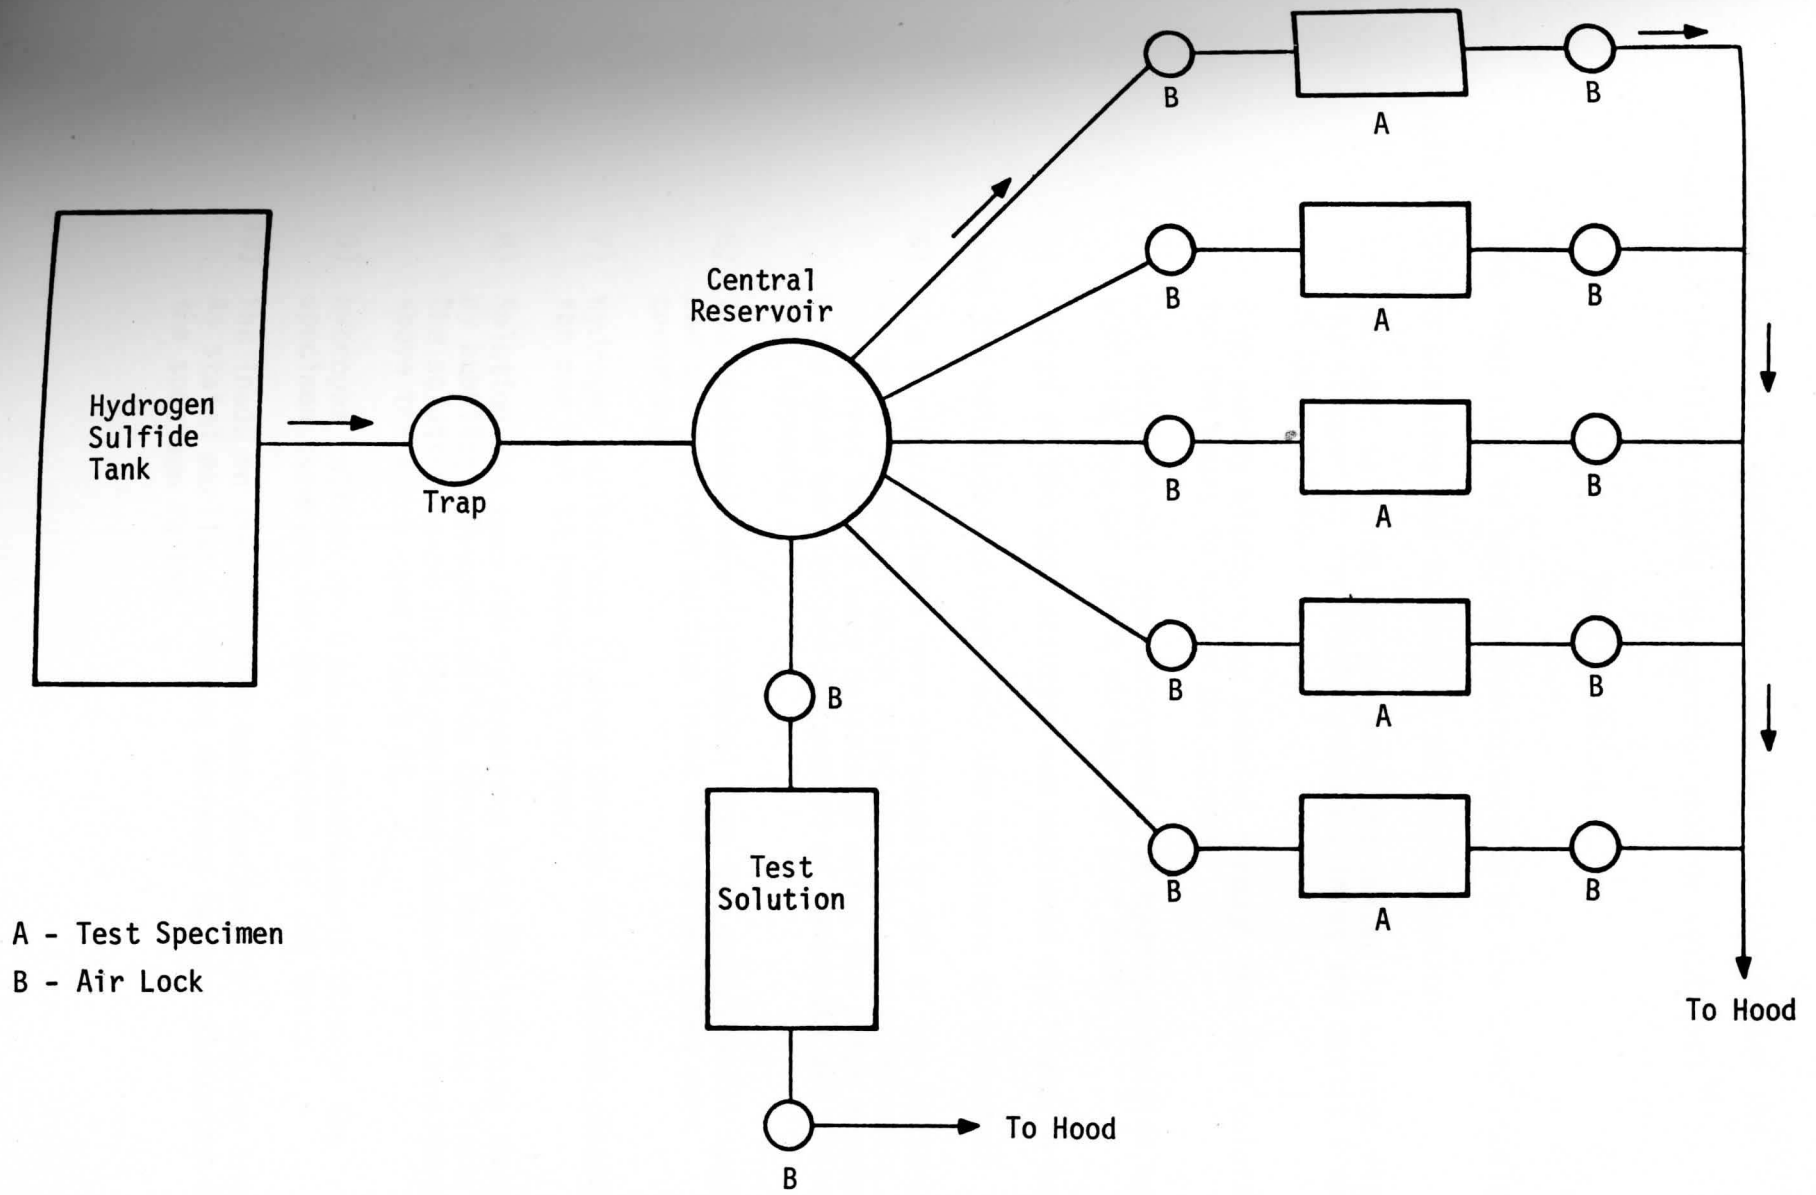 B
A
B
Central
Reservoir
B
A
B
Hydrogen
Sulfide
Tank
Trap
B
A
B
B
A
B
B
Test
Solution
B
A
B
A - Test Specimen
B - Air Lock
To Hood
To Hood
B